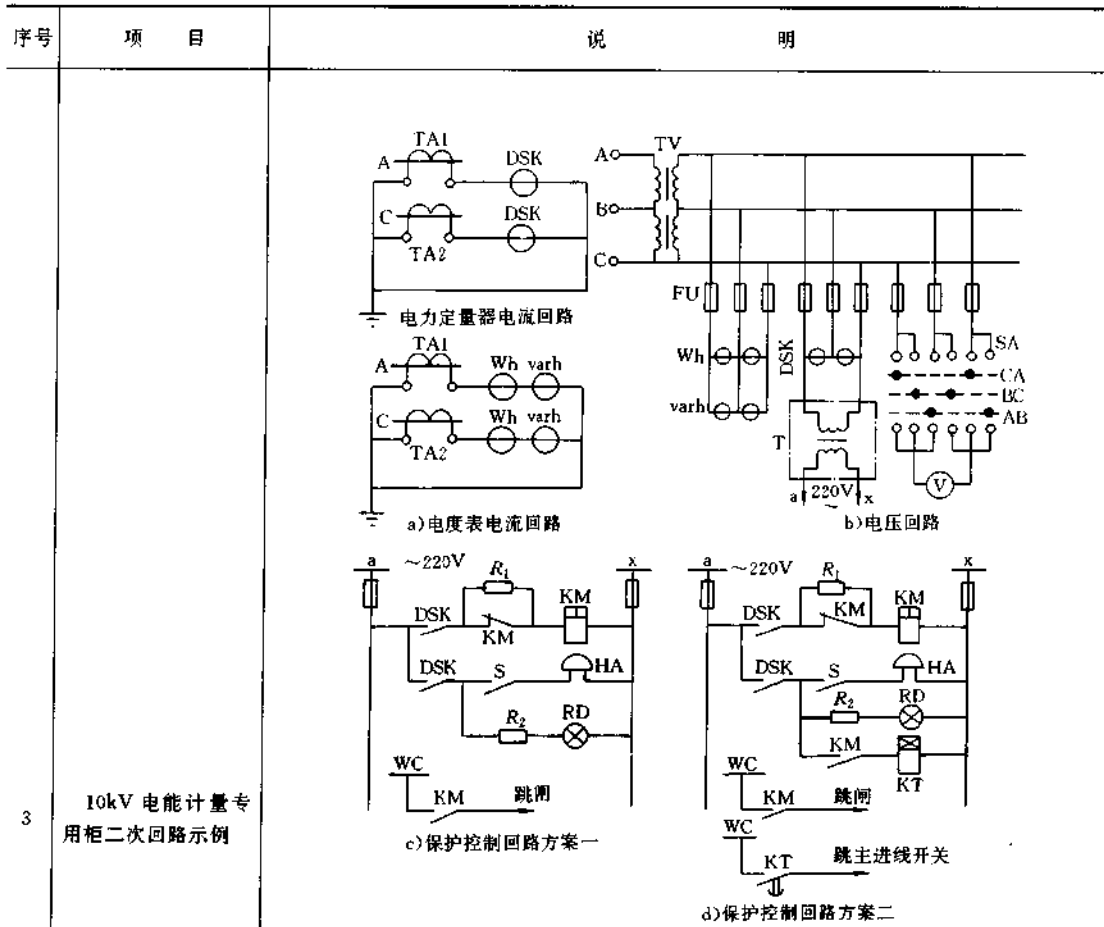 序号 项 目 说 明
TA1
A DSK
C DSK
TA2
电力定量器电流回路
TA1
A Wh varh
C Wh varh
TA2
a)电度表电流回路
TV
A
B
C
FU
SA
Wh DSK CA
BC
varh AB
T
V
a 220V x
~
b)电压回路
a ~220V x
R₁
DSK KM KM
DSK S HA
R₂ RD
WC
KM 跳闸
c)保护控制回路方案一
a ~220V x
R₁
DSK KM KM
DSK S HA
R₂ RD
KM KT
WC
KM 跳闸
WC
KT 跳主进线开关
d)保护控制回路方案二
3 10kV 电能计量专
用柜二次回路示例